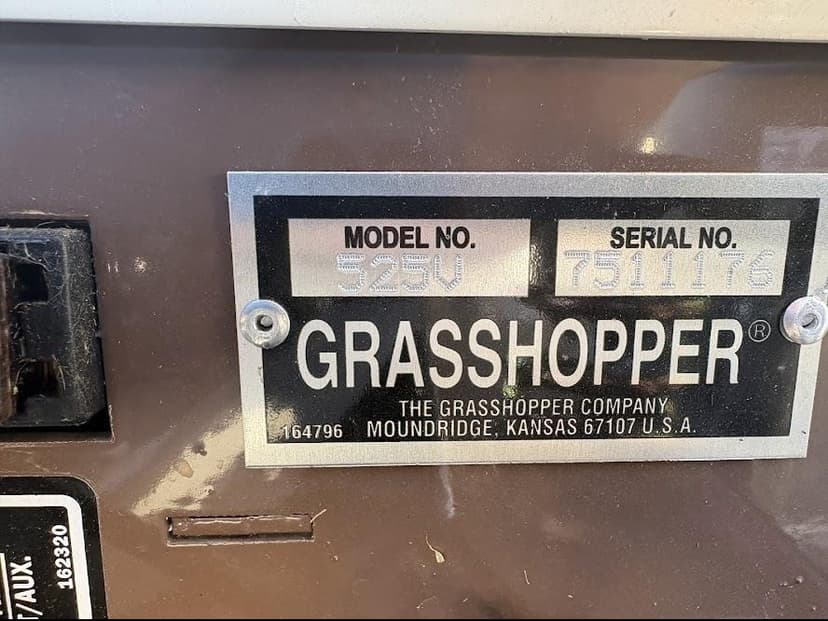 MODEL NO.
525V
SERIAL NO.
7511176
GRASSHOPPER®
THE GRASSHOPPER COMPANY
164796 MOUNDRIDGE, KANSAS 67107 U.S.A.
/AUX.
162320